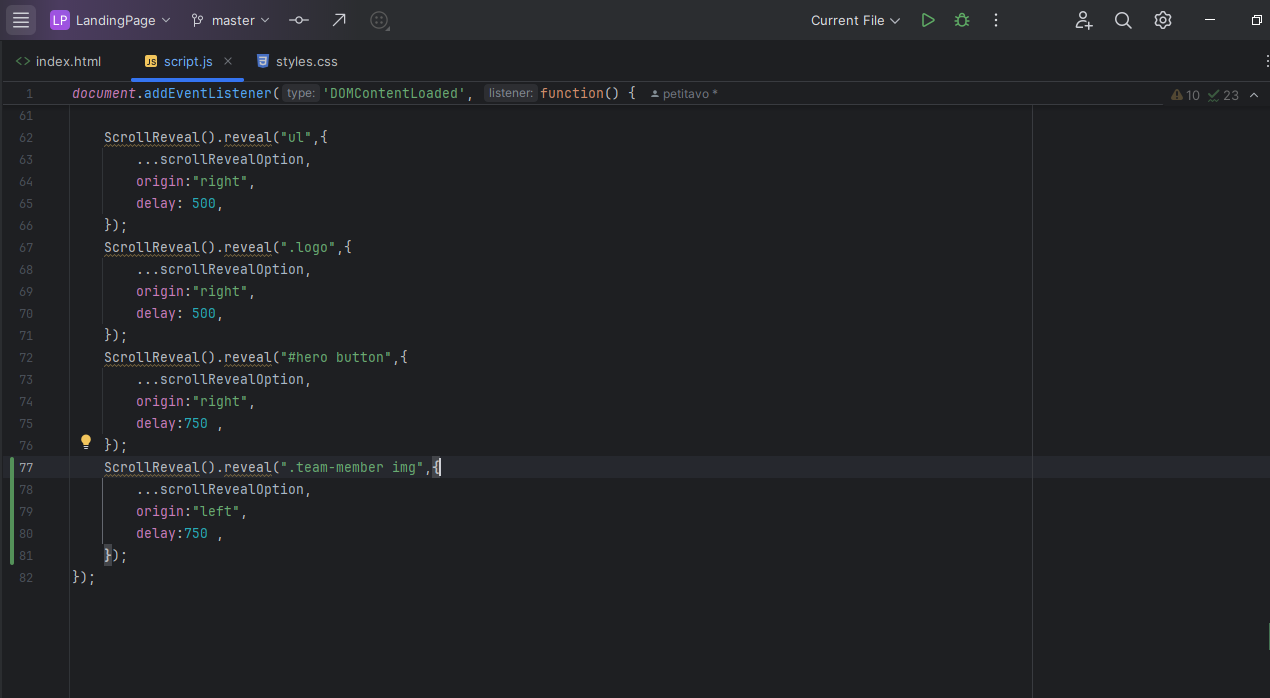 LP LandingPage master Current File
index.html JS script.js styles.css
1 document.addEventListener( type: 'DOMContentLoaded', listener: function() { petitavo *
10 23
61
62 ScrollReveal().reveal("ul",{
63 ...scrollRevealOption,
64 origin:"right",
65 delay: 500,
66 });
67 ScrollReveal().reveal(".logo",{
68 ...scrollRevealOption,
69 origin:"right",
70 delay: 500,
71 });
72 ScrollReveal().reveal("#hero button",{
73 ...scrollRevealOption,
74 origin:"right",
75 delay:750 ,
76 });
77 ScrollReveal().reveal(".team-member img",{
78 ...scrollRevealOption,
79 origin:"left",
80 delay:750 ,
81 });
82 });